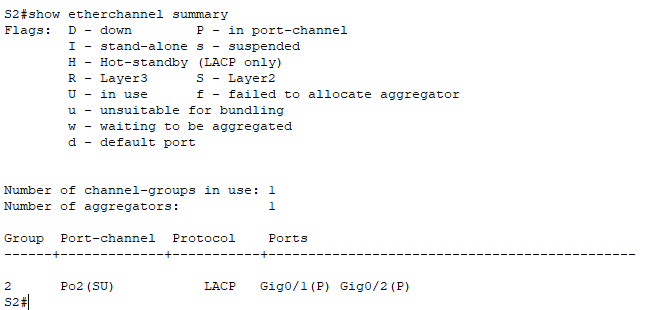 S2#show etherchannel summary
Flags:  D - down        P - in port-channel
        I - stand-alone s - suspended
        H - Hot-standby (LACP only)
        R - Layer3      S - Layer2
        U - in use      f - failed to allocate aggregator
        u - unsuitable for bundling
        w - waiting to be aggregated
        d - default port
Number of channel-groups in use: 1
Number of aggregators:           1
Group  Port-channel  Protocol    Ports
------+-------------+-----------+----------------------------------------------
2      Po2(SU)           LACP   Gig0/1(P) Gig0/2(P)
S2#